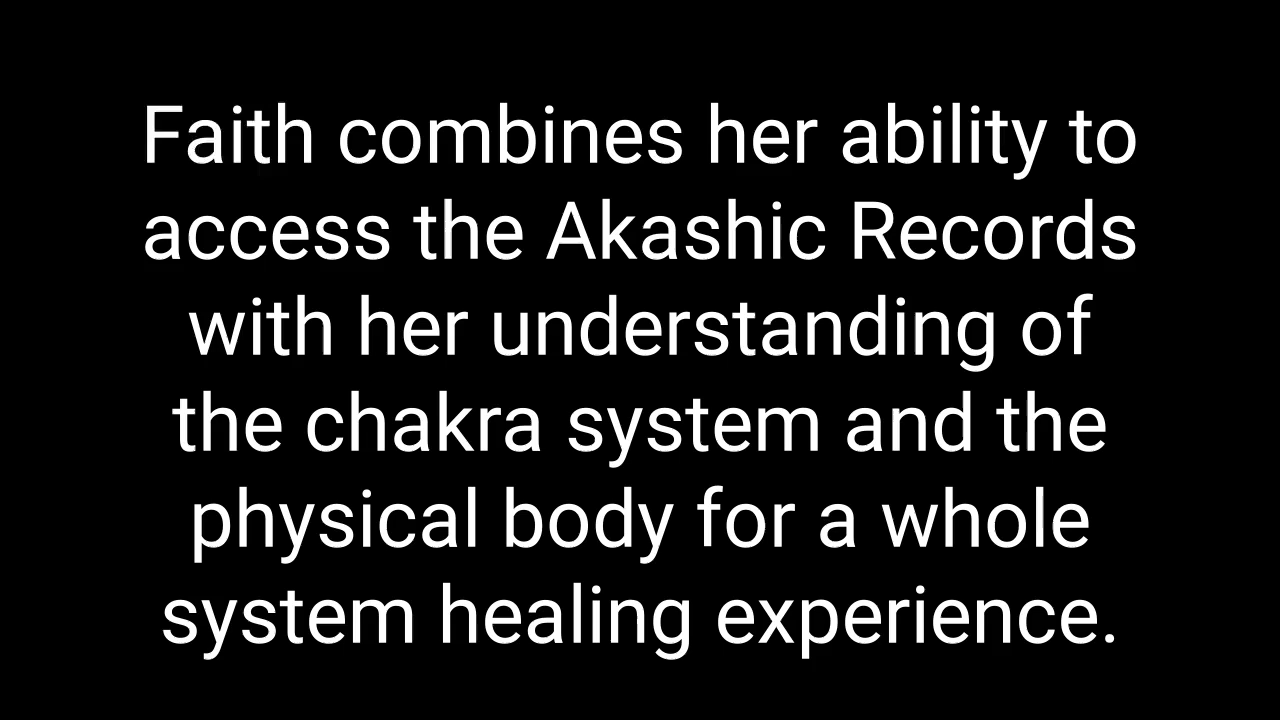 Faith combines her ability to
access the Akashic Records
with her understanding of
the chakra system and the
physical body for a whole
system healing experience.